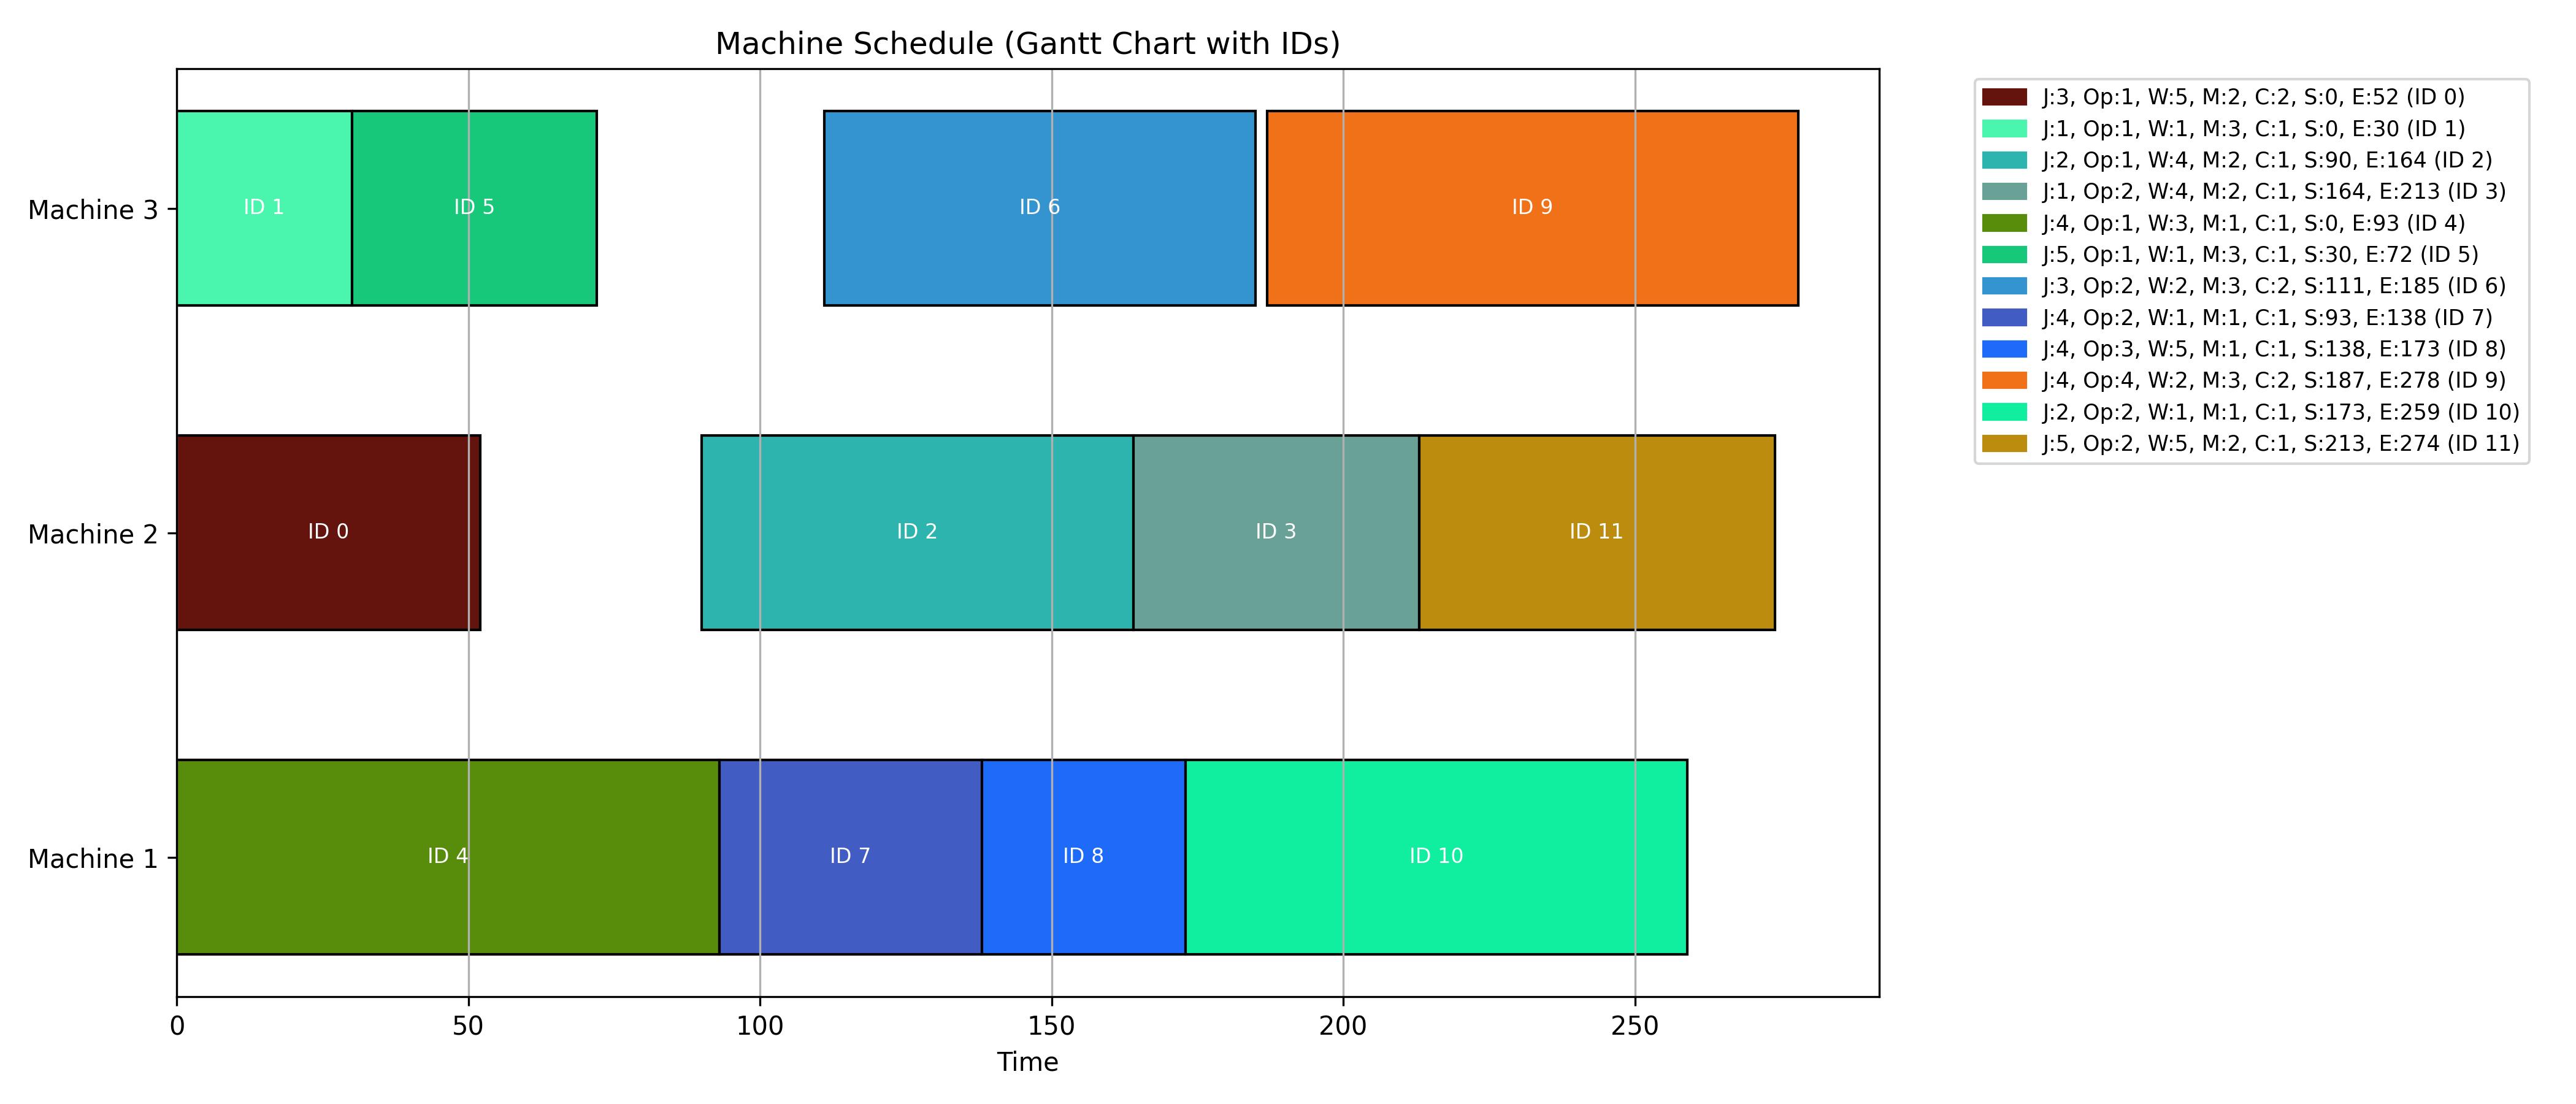 Machine Schedule (Gantt Chart with IDs)
Machine 3
ID 1
ID 5
ID 6
ID 9
Machine 2
ID 0
ID 2
ID 3
ID 11
Machine 1
ID 4
ID 7
ID 8
ID 10
0 50 100 150 200 250
Time
J:3, Op:1, W:5, M:2, C:2, S:0, E:52 (ID 0)
J:1, Op:1, W:1, M:3, C:1, S:0, E:30 (ID 1)
J:2, Op:1, W:4, M:2, C:1, S:90, E:164 (ID 2)
J:1, Op:2, W:4, M:2, C:1, S:164, E:213 (ID 3)
J:4, Op:1, W:3, M:1, C:1, S:0, E:93 (ID 4)
J:5, Op:1, W:1, M:3, C:1, S:30, E:72 (ID 5)
J:3, Op:2, W:2, M:3, C:2, S:111, E:185 (ID 6)
J:4, Op:2, W:1, M:1, C:1, S:93, E:138 (ID 7)
J:4, Op:3, W:5, M:1, C:1, S:138, E:173 (ID 8)
J:4, Op:4, W:2, M:3, C:2, S:187, E:278 (ID 9)
J:2, Op:2, W:1, M:1, C:1, S:173, E:259 (ID 10)
J:5, Op:2, W:5, M:2, C:1, S:213, E:274 (ID 11)